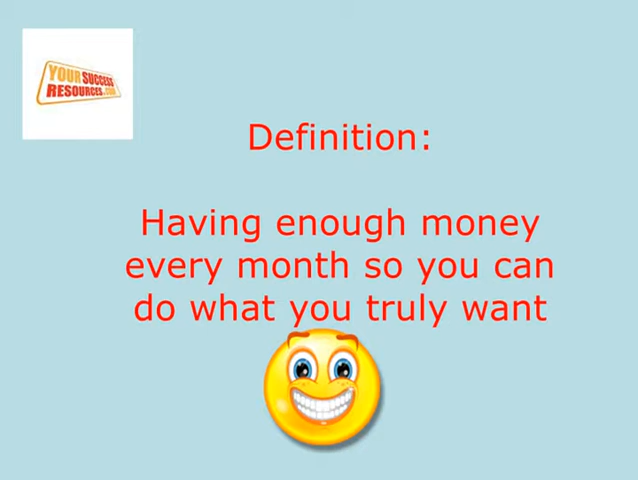 YOUR SUCCESS
RESOURCES.COM
Definition:
Having enough money
every month so you can
do what you truly want